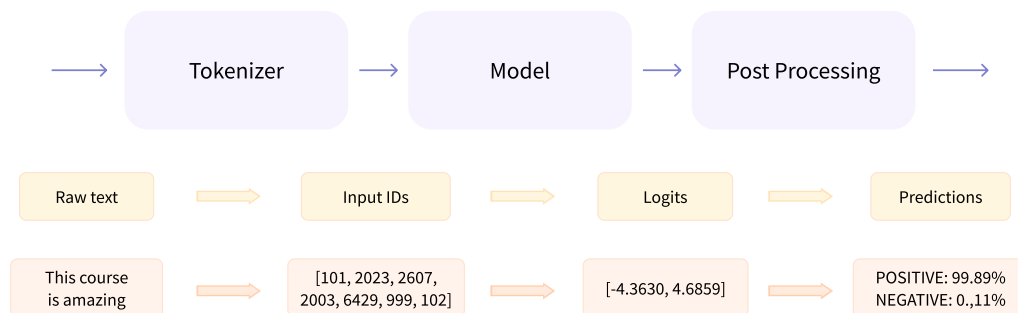 Tokenizer
Model
Post Processing
Raw text
Input IDs
Logits
Predictions
This course
is amazing
[101, 2023, 2607,
2003, 6429, 999, 102]
[-4.3630, 4.6859]
POSITIVE: 99.89%
NEGATIVE: 0.,11%